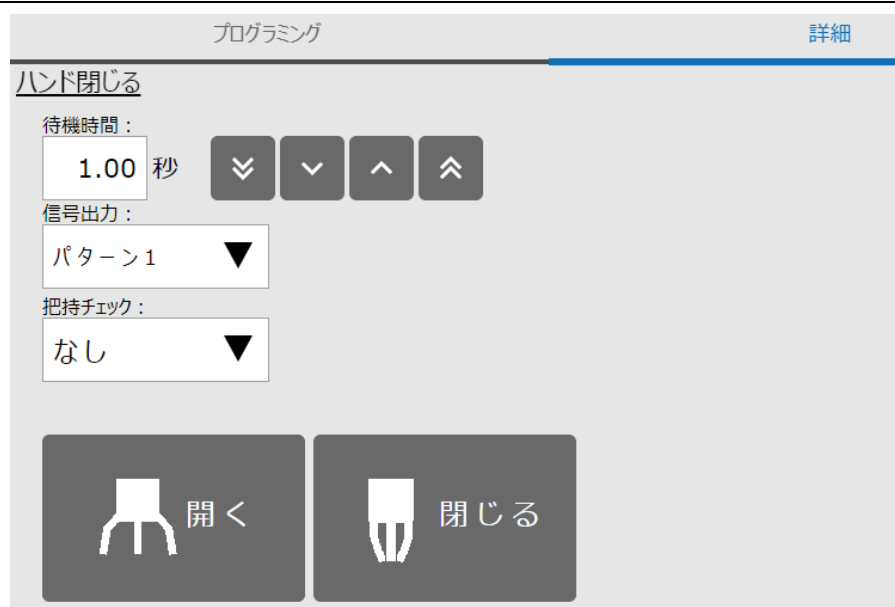 プログラミング 詳細
ハンド閉じる
待機時間：
1.00 秒
信号出力：
パターン1
把持チェック：
なし
開く 閉じる